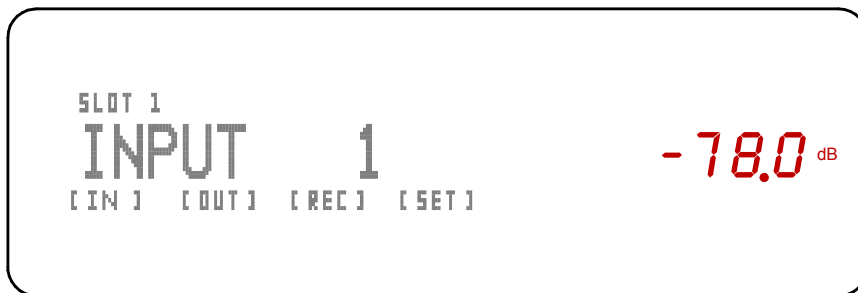 SLOT 1
INPUT 1
-78.0 dB
[IN ] [OUT] [REC] [SET]